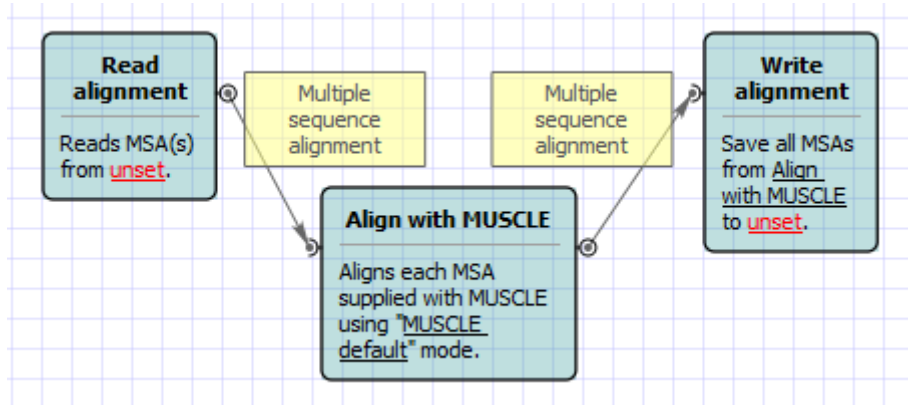 Read
alignment
Reads MSA(s)
from unset.
Multiple
sequence
alignment
Align with MUSCLE
Aligns each MSA
supplied with MUSCLE
using "MUSCLE
default" mode.
Multiple
sequence
alignment
Write
alignment
Save all MSAs
from Align
with MUSCLE
to unset.